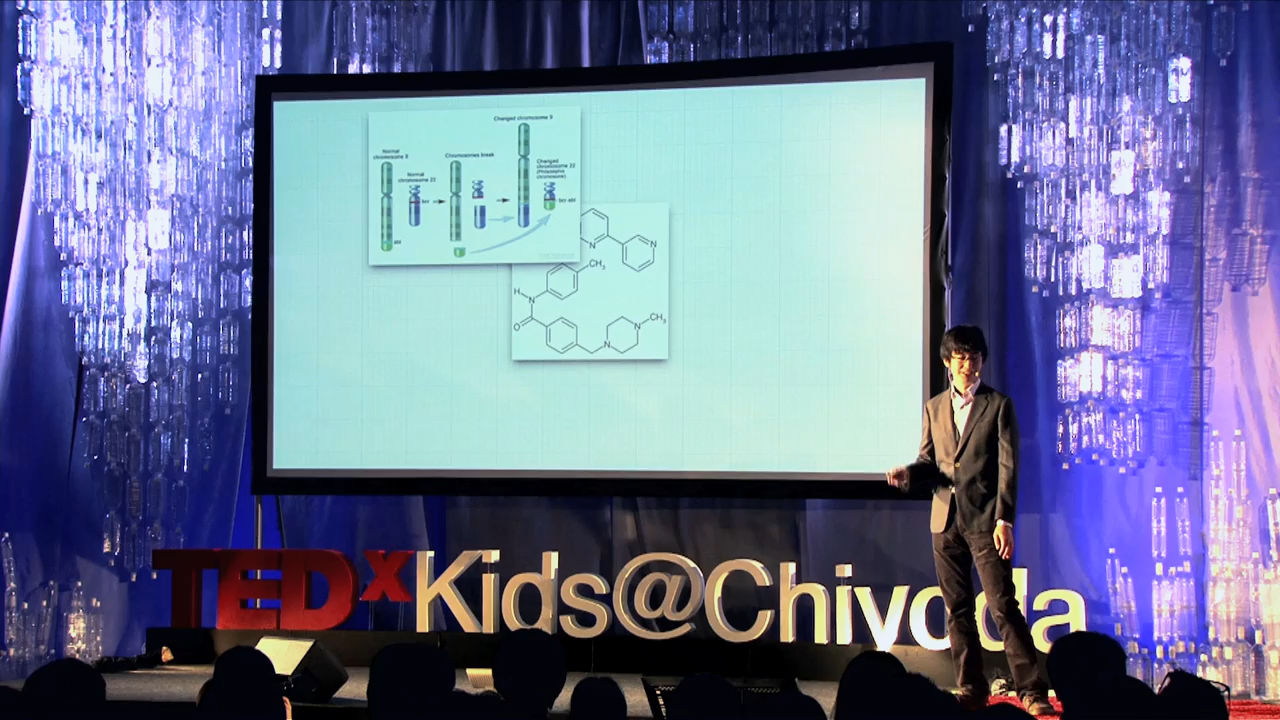 Changed chromosome 9
Normal
chromosome 9
Chromosomes break
Changed
chromosome 22
(Philadelphia
chromosome)
Normal
chromosome 22
bcr
bcr-abl
abl
N
N
CH3
H
N
O
N
N
CH3
TEDxKids@Chiyoda